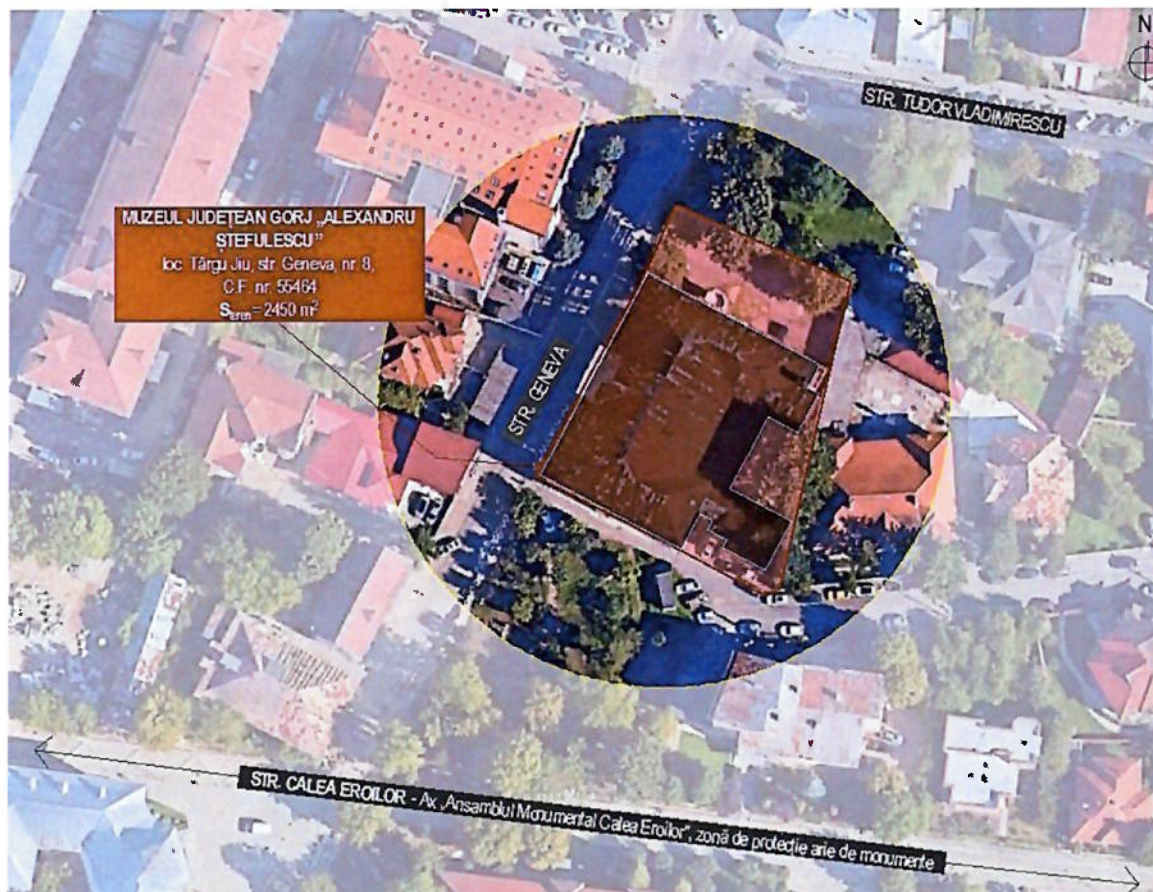 N
STR. TUDOR VLADIMIRESCU
MUZEUL JUDEȚEAN GORJ „ALEXANDRU
ȘTEFULESCU”
loc. Târgu Jiu, str. Geneva, nr. 8,
C.F. nr. 55464
Steren= 2450 m²
STR. GENEVA
STR. CALEA EROILOR - Ax „Ansamblul Monumental Calea Eroilor”, zonă de protecție arie de monumente